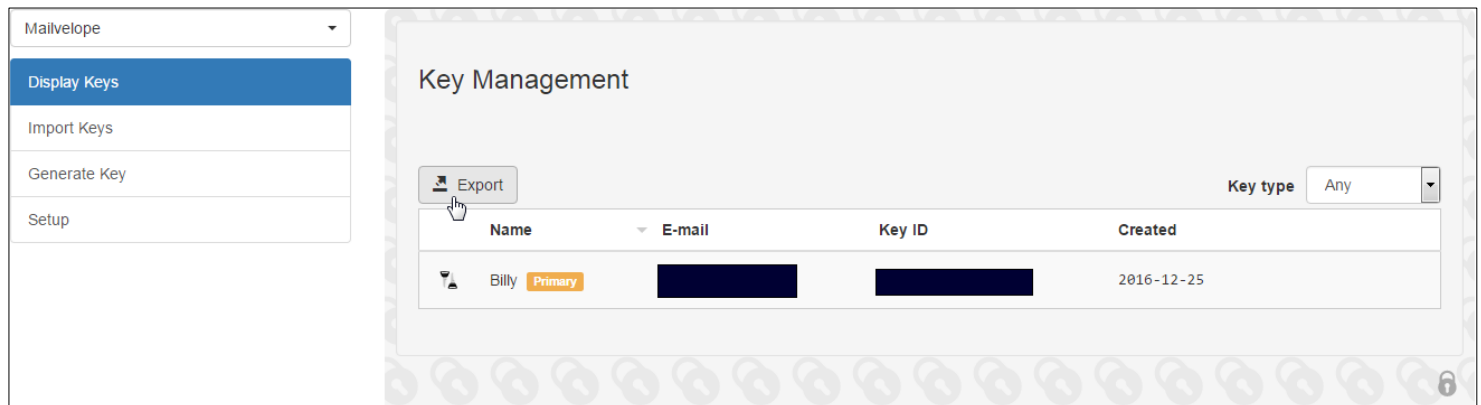 Mailvelope
Display Keys
Import Keys
Generate Key
Setup
Key Management
Export
Key type Any
Name E-mail Key ID Created
Billy Primary 2016-12-25